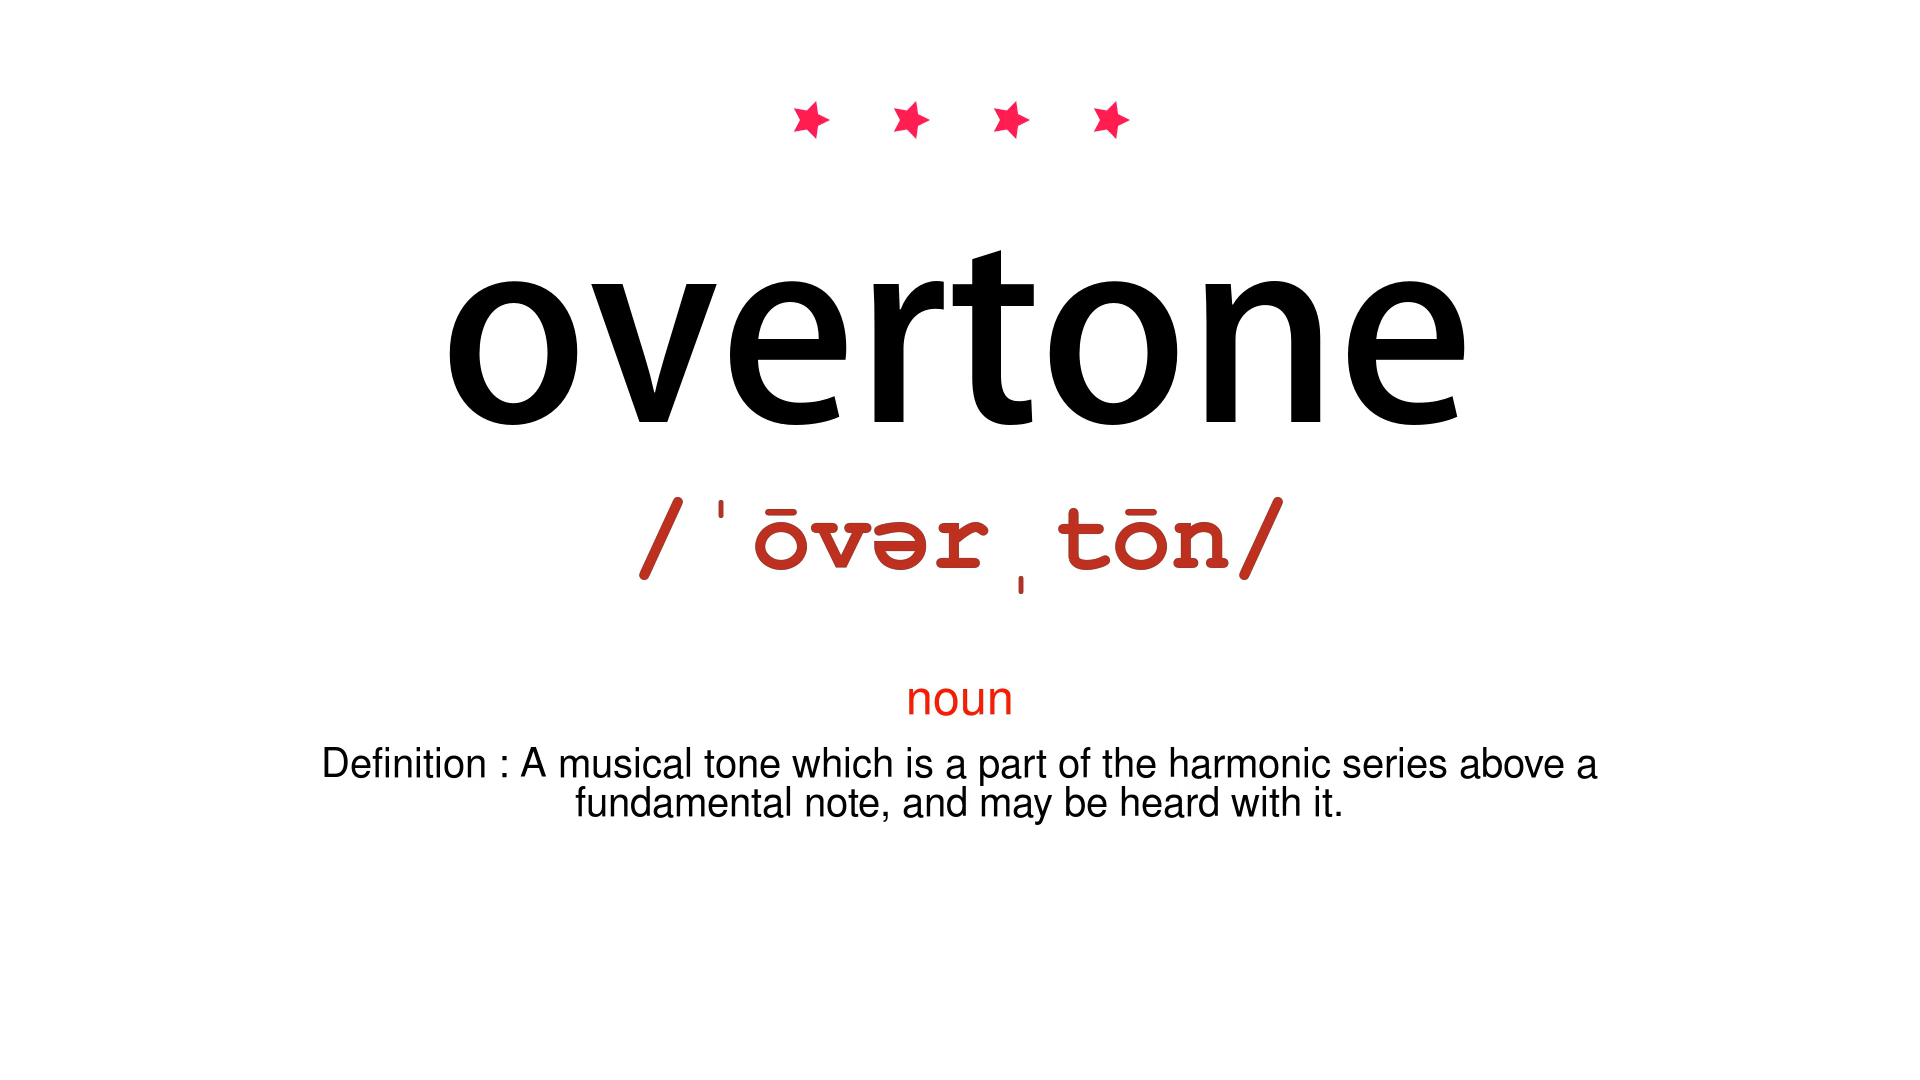 overtone
/ˈōvərˌtōn/
noun
Definition : A musical tone which is a part of the harmonic series above a
fundamental note, and may be heard with it.